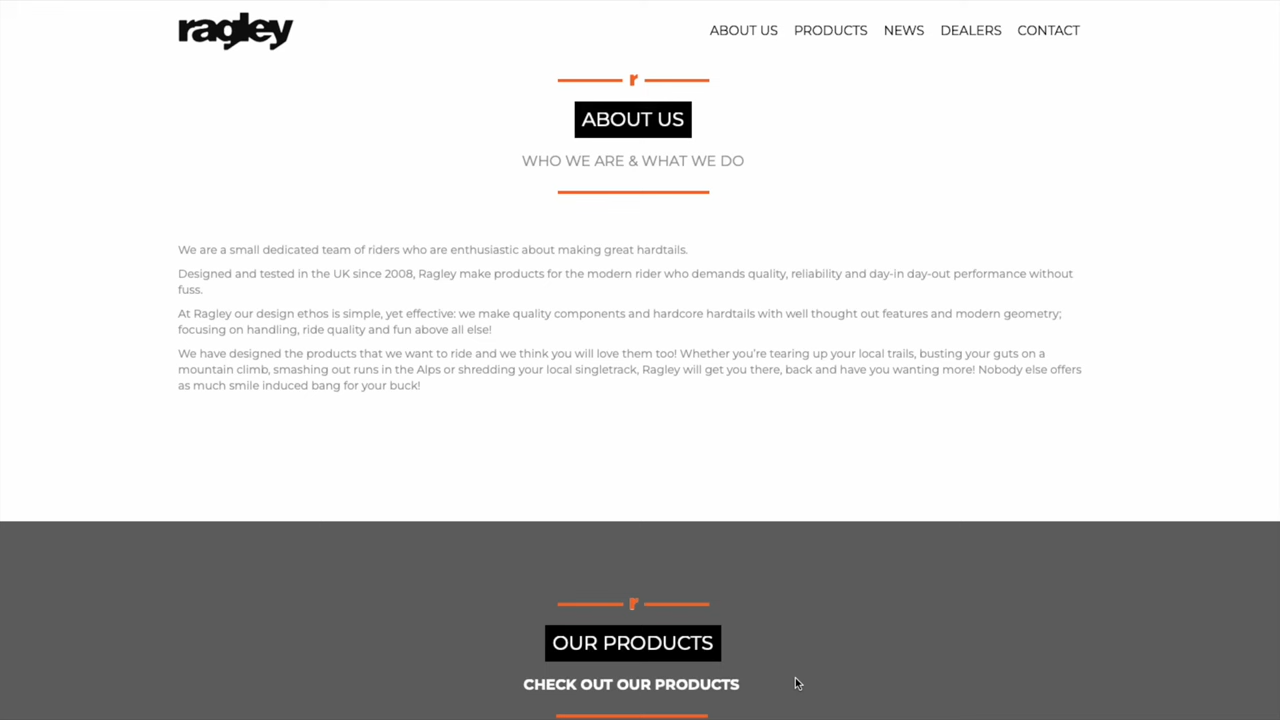 ragley
ABOUT US PRODUCTS NEWS DEALERS CONTACT
r
ABOUT US
WHO WE ARE & WHAT WE DO
We are a small dedicated team of riders who are enthusiastic about making great hardtails.
Designed and tested in the UK since 2008, Ragley make products for the modern rider who demands quality, reliability and day-in day-out performance without
fuss.
At Ragley our design ethos is simple, yet effective: we make quality components and hardcore hardtails with well thought out features and modern geometry;
focusing on handling, ride quality and fun above all else!
We have designed the products that we want to ride and we think you will love them too! Whether you’re tearing up your local trails, busting your guts on a
mountain climb, smashing out runs in the Alps or shredding your local singletrack, Ragley will get you there, back and have you wanting more! Nobody else offers
as much smile induced bang for your buck!
r
OUR PRODUCTS
CHECK OUT OUR PRODUCTS